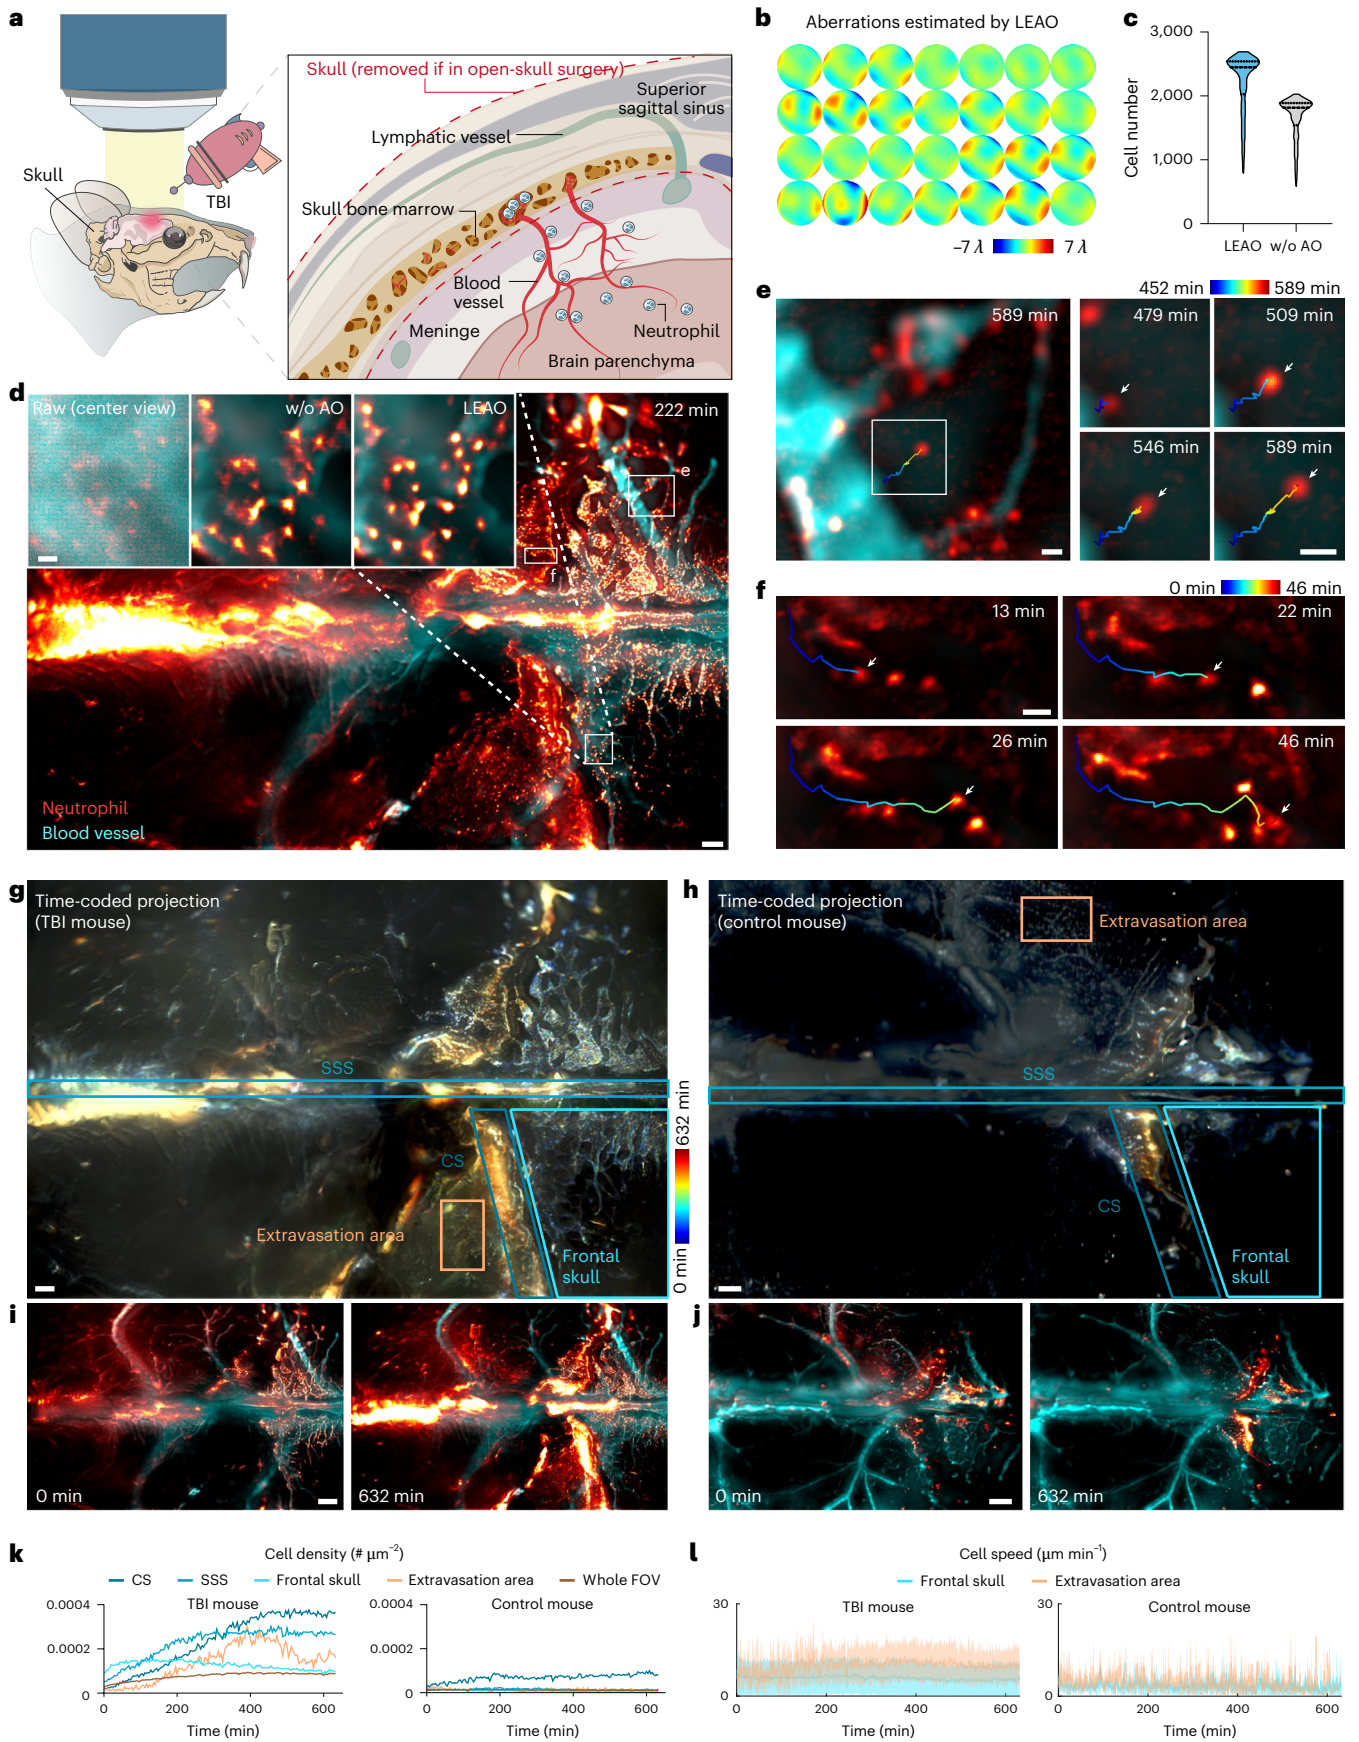 a
Skull
TBI
Skull (removed if in open-skull surgery)
Superior
sagittal sinus
Lymphatic vessel
Skull bone marrow
Blood
vessel
Meninge
Neutrophil
Brain parenchyma
b
Aberrations estimated by LEAO
−7 λ
7 λ
c
Cell number
3,000
2,000
1,000
0
LEAO
w/o AO
d
Raw (center view)
w/o AO
LEAO
222 min
e
f
Neutrophil
Blood vessel
e
452 min
589 min
589 min
479 min
509 min
546 min
589 min
f
0 min
46 min
13 min
22 min
26 min
46 min
g
Time-coded projection
(TBI mouse)
SSS
CS
Extravasation area
Frontal
skull
0 min
632 min
h
Time-coded projection
(control mouse)
Extravasation area
SSS
CS
Frontal
skull
i
0 min
632 min
j
0 min
632 min
k
Cell density (# µm⁻²)
CS
SSS
Frontal skull
Extravasation area
Whole FOV
TBI mouse
0.0004
0.0002
0
0
200
400
600
Time (min)
Control mouse
0.0004
0.0002
0
0
200
400
600
Time (min)
l
Cell speed (µm min⁻¹)
Frontal skull
Extravasation area
TBI mouse
30
0
0
200
400
600
Time (min)
Control mouse
30
0
0
200
400
600
Time (min)